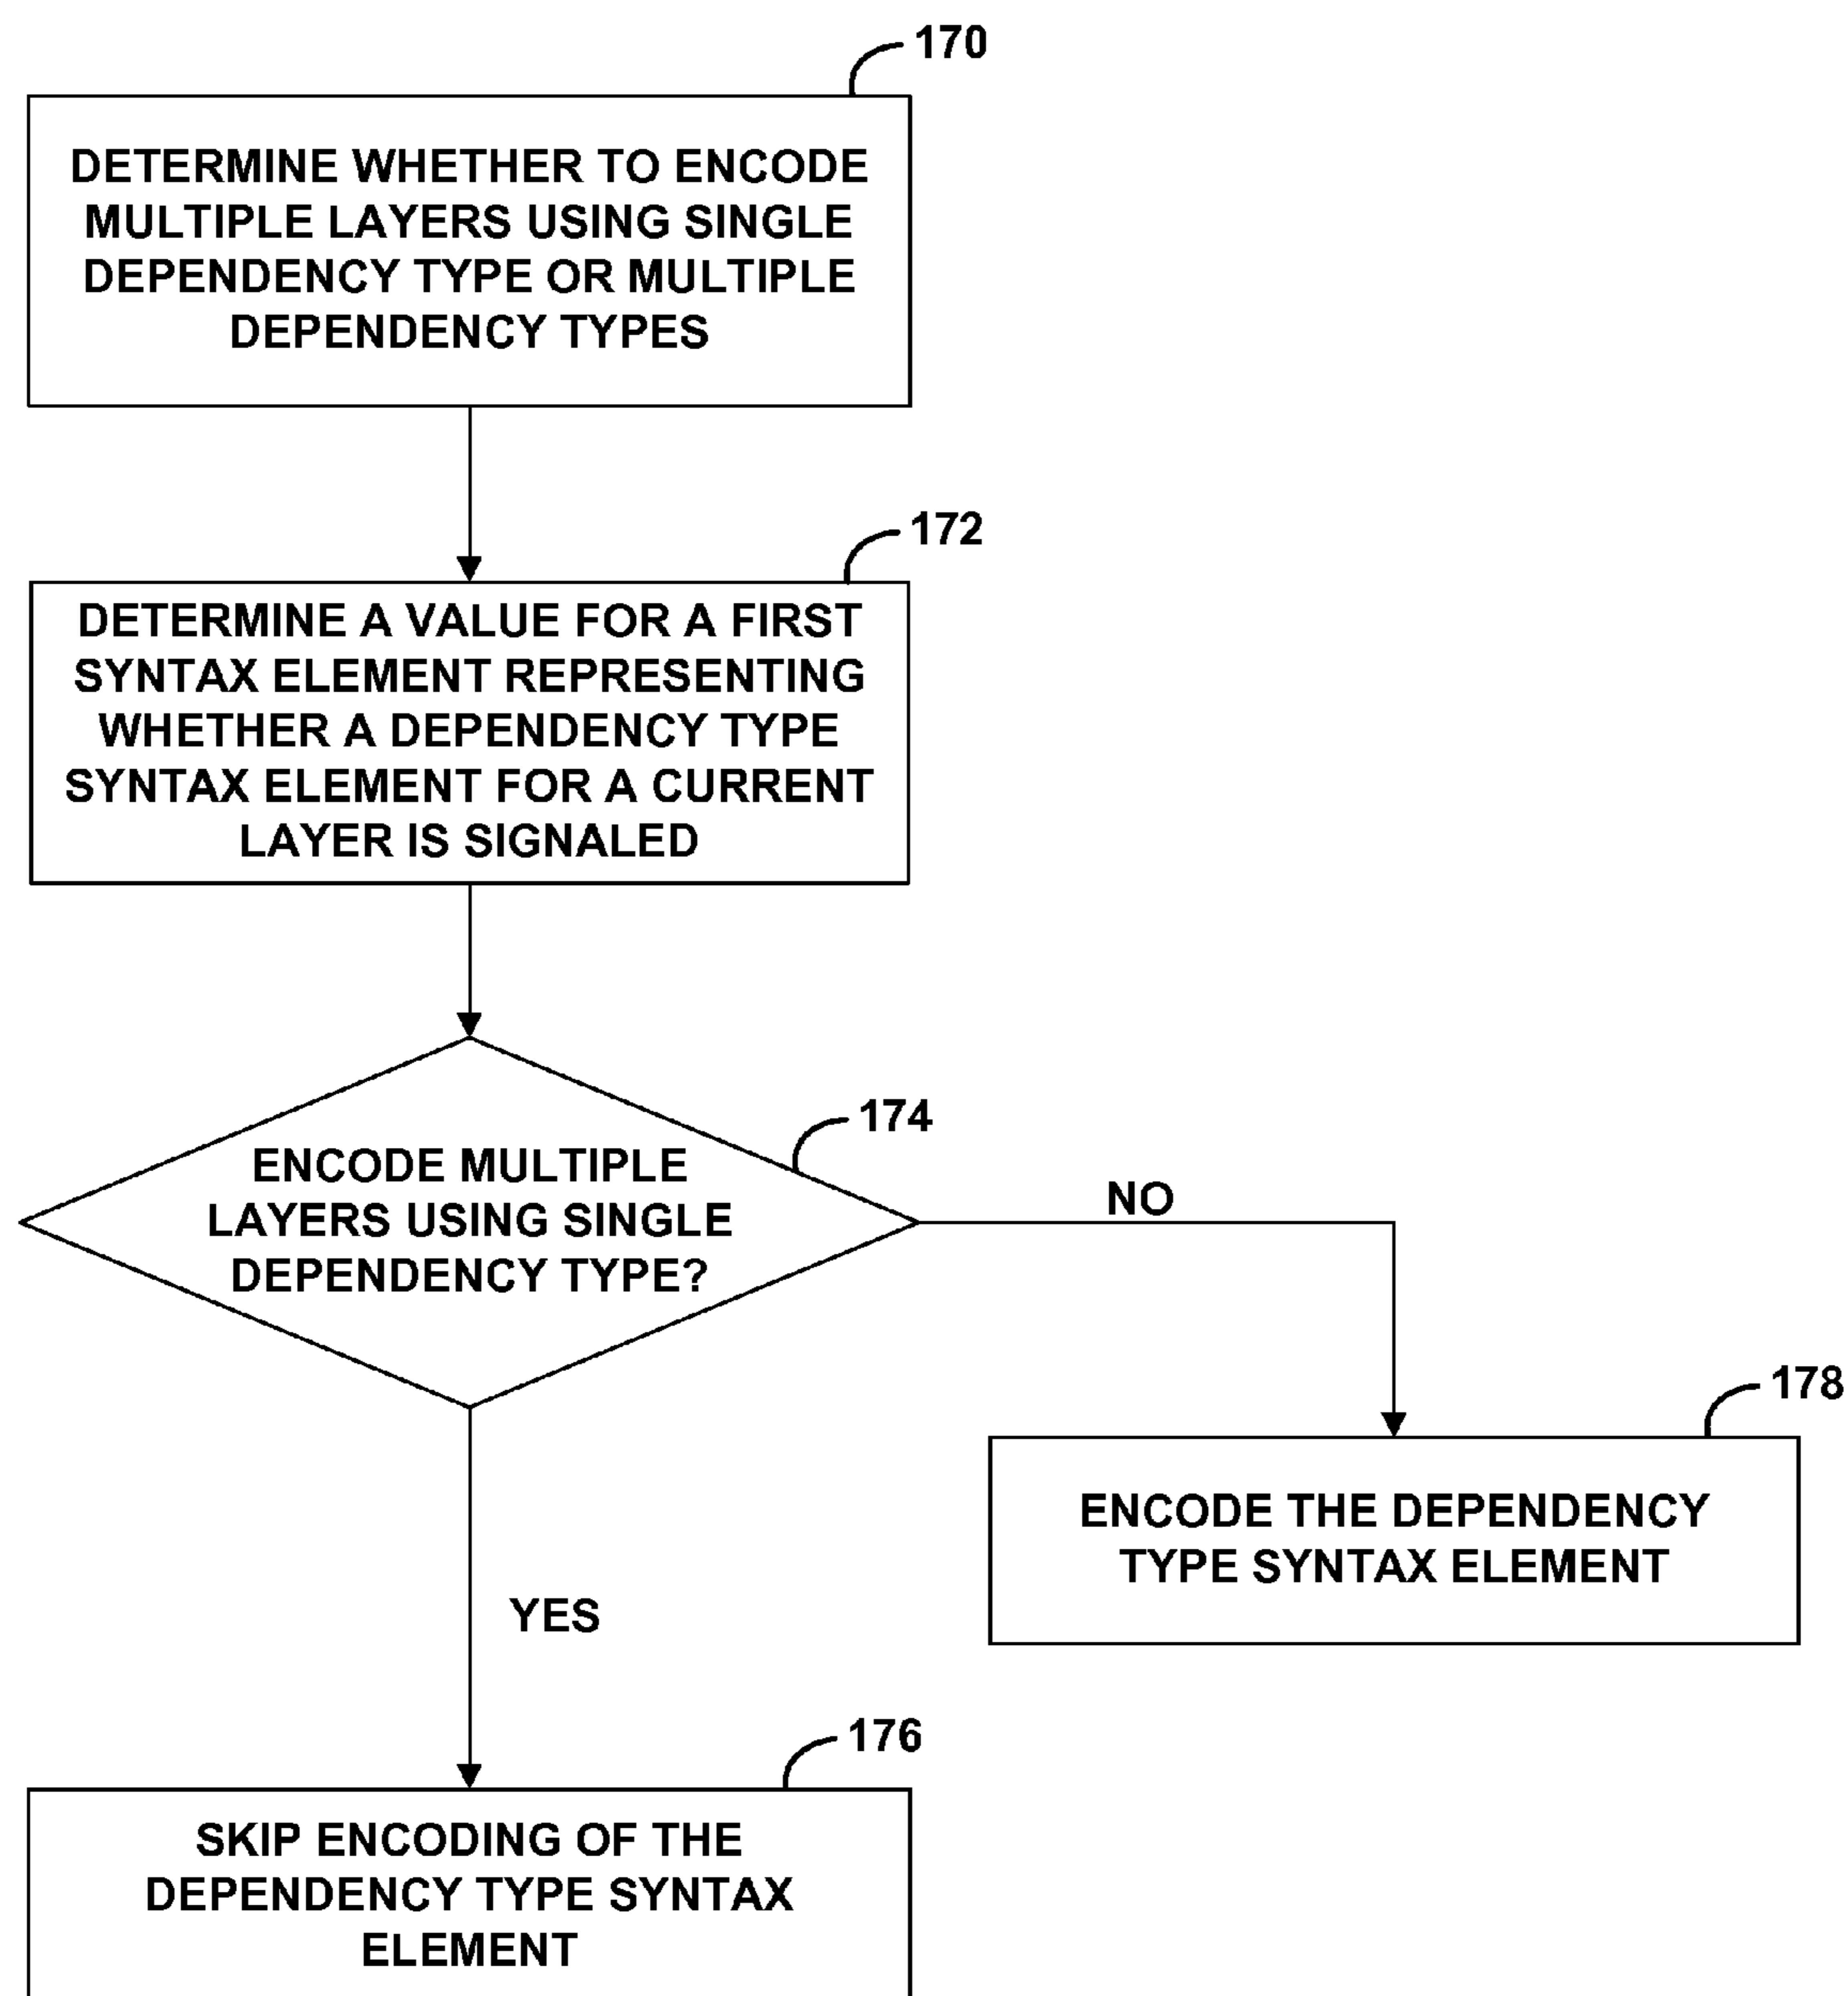 170
DETERMINE WHETHER TO ENCODE
MULTIPLE LAYERS USING SINGLE
DEPENDENCY TYPE OR MULTIPLE
DEPENDENCY TYPES
172
DETERMINE A VALUE FOR A FIRST
SYNTAX ELEMENT REPRESENTING
WHETHER A DEPENDENCY TYPE
SYNTAX ELEMENT FOR A CURRENT
LAYER IS SIGNALED
174
ENCODE MULTIPLE
LAYERS USING SINGLE
DEPENDENCY TYPE?
NO
178
ENCODE THE DEPENDENCY
TYPE SYNTAX ELEMENT
YES
176
SKIP ENCODING OF THE
DEPENDENCY TYPE SYNTAX
ELEMENT